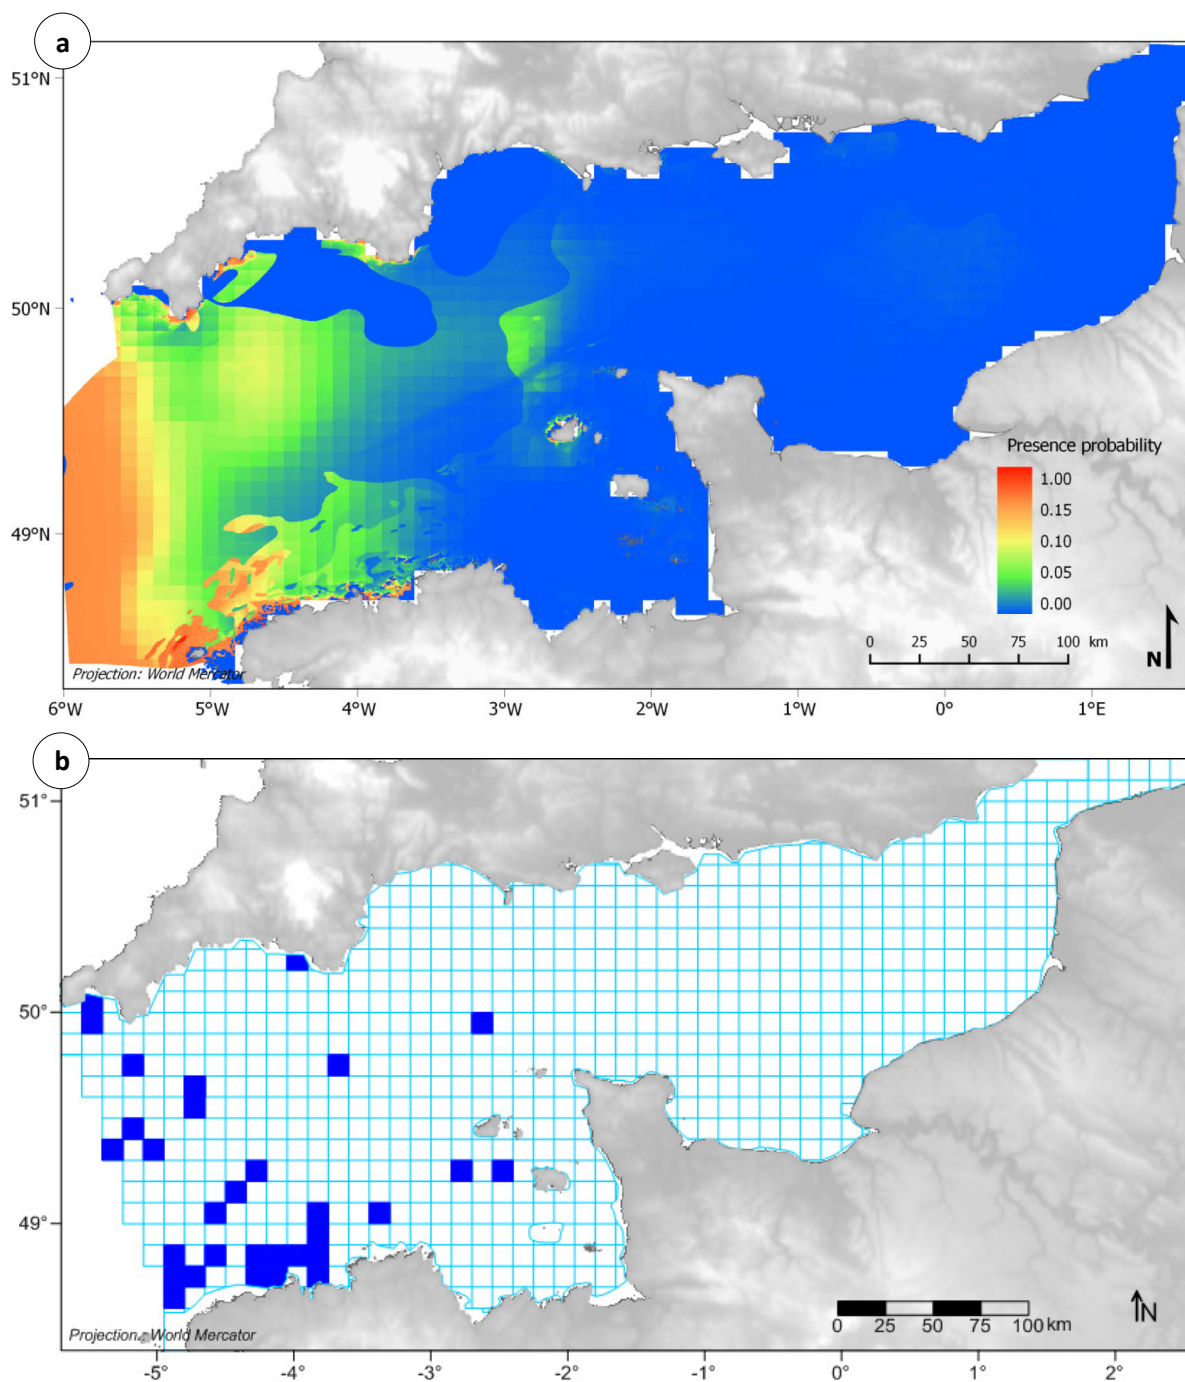 a
51°N
50°N
49°N
Presence probability
1.00
0.15
0.10
0.05
0.00
0 25 50 75 100 km
N
Projection: World Mercator
6°W 5°W 4°W 3°W 2°W 1°W 0° 1°E
b
51°
50°
49°
0 25 50 75 100 km
N
Projection.: World Mercator
-5° -4° -3° -2° -1° 0° 1° 2°